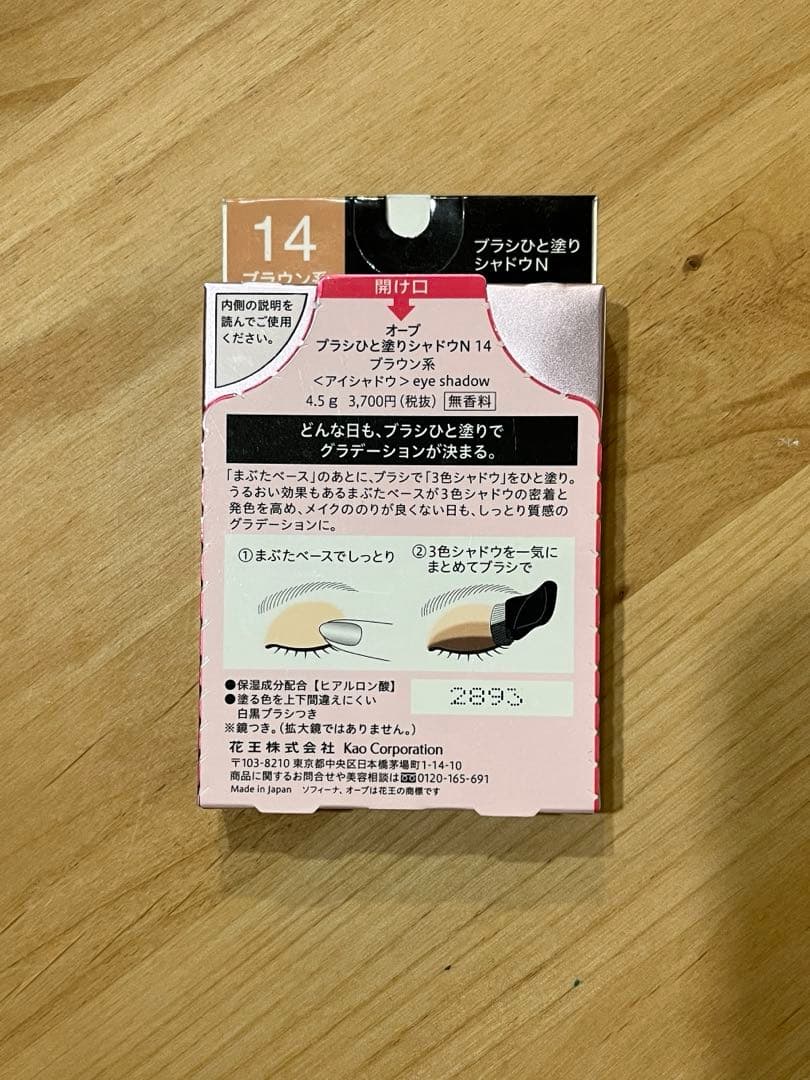 14
ブラウン系
ブラシひと塗り
シャドウN
開け口
内側の説明を
読んでご使用
ください。
オーブ
ブラシひと塗りシャドウN 14
ブラウン系
＜アイシャドウ＞eye shadow
4.5g 3,700円(税抜) 無香料
どんな日も、ブラシひと塗りで
グラデーションが決まる。
「まぶたベース」のあとに、ブラシで「3色シャドウ」をひと塗り。
うるおい効果もあるまぶたベースが3色シャドウの密着と
発色を高め、メイクののりが良くない日も、しっとり質感の
グラデーションに。
①まぶたベースでしっとり
②3色シャドウを一気に
まとめてブラシで
●保湿成分配合【ヒアルロン酸】
●塗る色を上下間違えにくい
白黒ブラシつき
※鏡つき。(拡大鏡ではありません。)
2893
花王株式会社 Kao Corporation
〒103-8210 東京都中央区日本橋茅場町1-14-10
商品に関するお問合せや美容相談は0120-165-691
Made in Japan ソフィーナ、オーブは花王の商標です